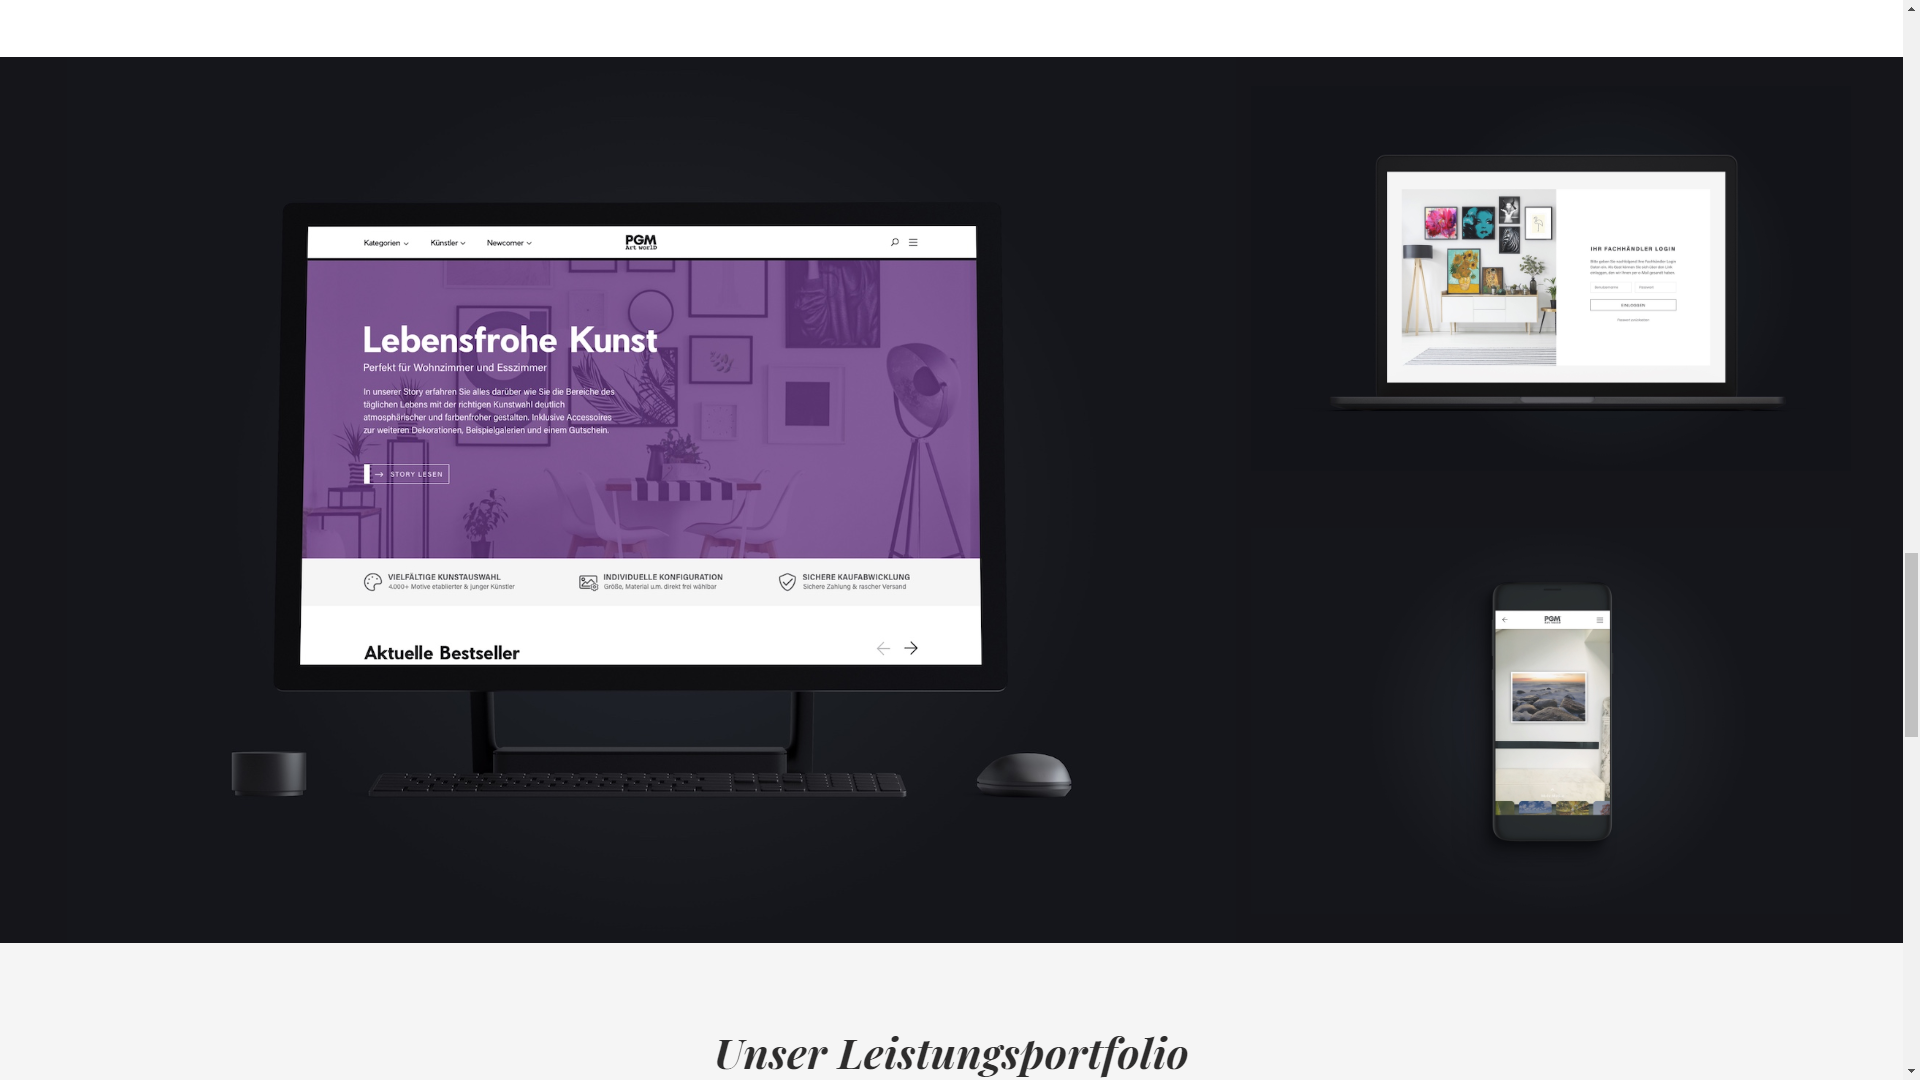 Kategorien
Künstler
Newcomer
PGM
Art World
Lebensfrohe Kunst
Perfekt für Wohnzimmer und Esszimmer
In unserer Story erfahren Sie alles darüber wie Sie die Bereiche des
täglichen Lebens mit der richtigen Kunstwahl deutlich
atmosphärischer und farbenfroher gestalten. Inklusive Accessoires
zur weiteren Dekorationen, Beispielgalerien und einem Gutschein.
STORY LESEN
VIELFÄLTIGE KUNSTAUSWAHL
4.000+ Motive etablierter & junger Künstler
INDIVIDUELLE KONFIGURATION
Größe, Material u.m. direkt frei wählbar
SICHERE KAUFABWICKLUNG
Sichere Zahlung & rascher Versand
Aktuelle Bestseller
IHR FACHHÄNDLER LOGIN
PGM
Unser Leistungsportfolio